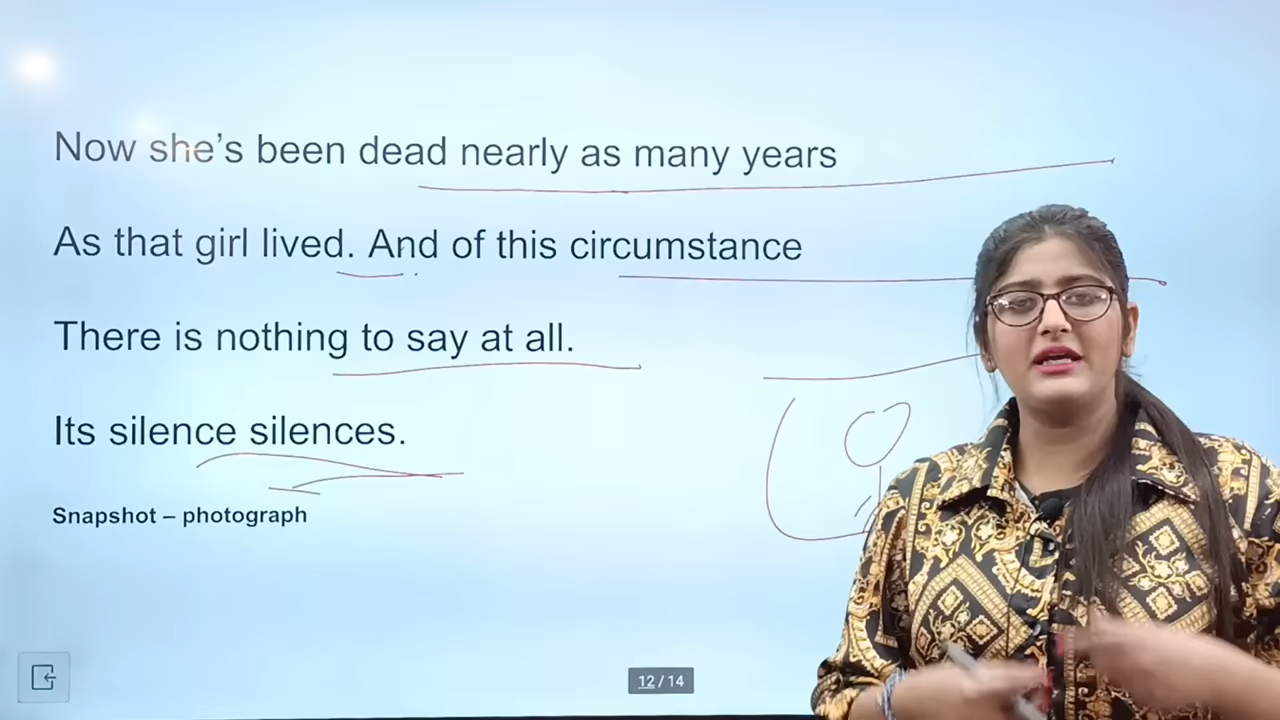 Now she’s been dead nearly as many years
As that girl lived. And of this circumstance
There is nothing to say at all.
Its silence silences.
Snapshot – photograph
12 / 14